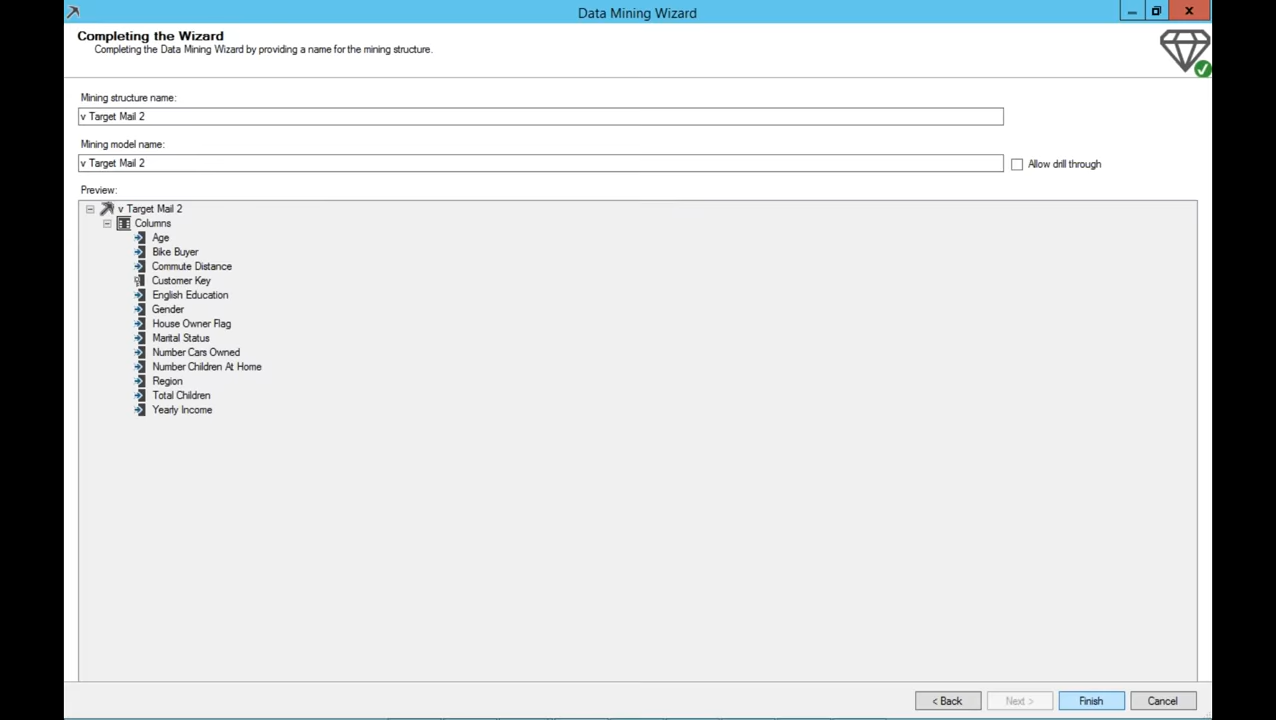 Data Mining Wizard
Completing the Wizard
Completing the Data Mining Wizard by providing a name for the mining structure.
Mining structure name:
v Target Mail 2
Mining model name:
v Target Mail 2
Allow drill through
Preview:
v Target Mail 2
Columns
Age
Bike Buyer
Commute Distance
Customer Key
English Education
Gender
House Owner Flag
Marital Status
Number Cars Owned
Number Children At Home
Region
Total Children
Yearly Income
< Back Next > Finish Cancel